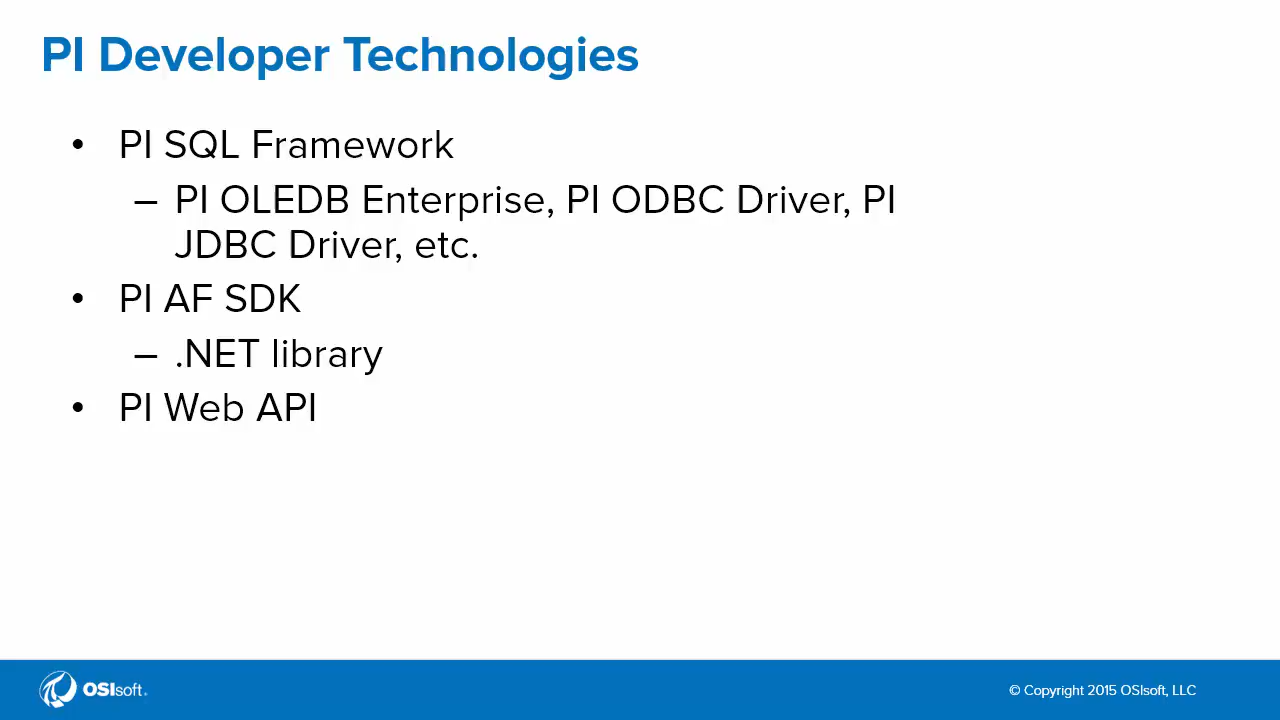 PI Developer Technologies
• PI SQL Framework
– PI OLEDB Enterprise, PI ODBC Driver, PI
JDBC Driver, etc.
• PI AF SDK
– .NET library
• PI Web API
OSIsoft.
© Copyright 2015 OSIsoft, LLC